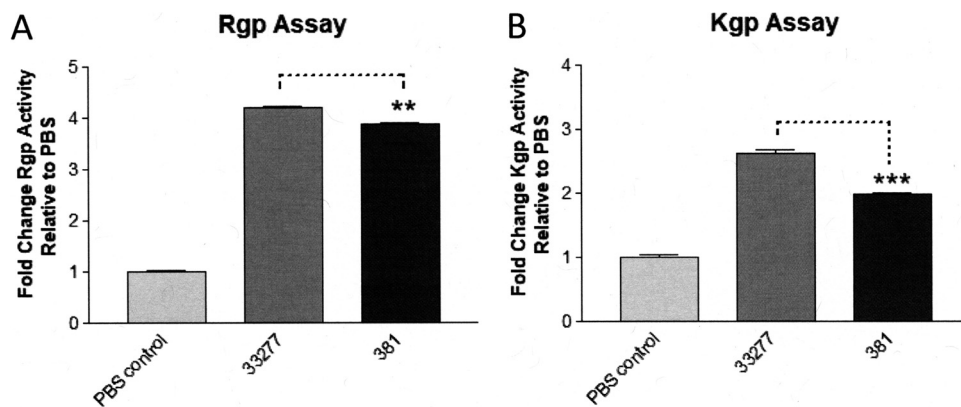 A
Rgp Assay
Fold Change Rgp Activity
Relative to PBS
5
4
3
2
1
0
**
PBS control
33277
381
B
Kgp Assay
Fold Change Kgp Activity
Relative to PBS
4
3
2
1
0
***
PBS control
33277
381